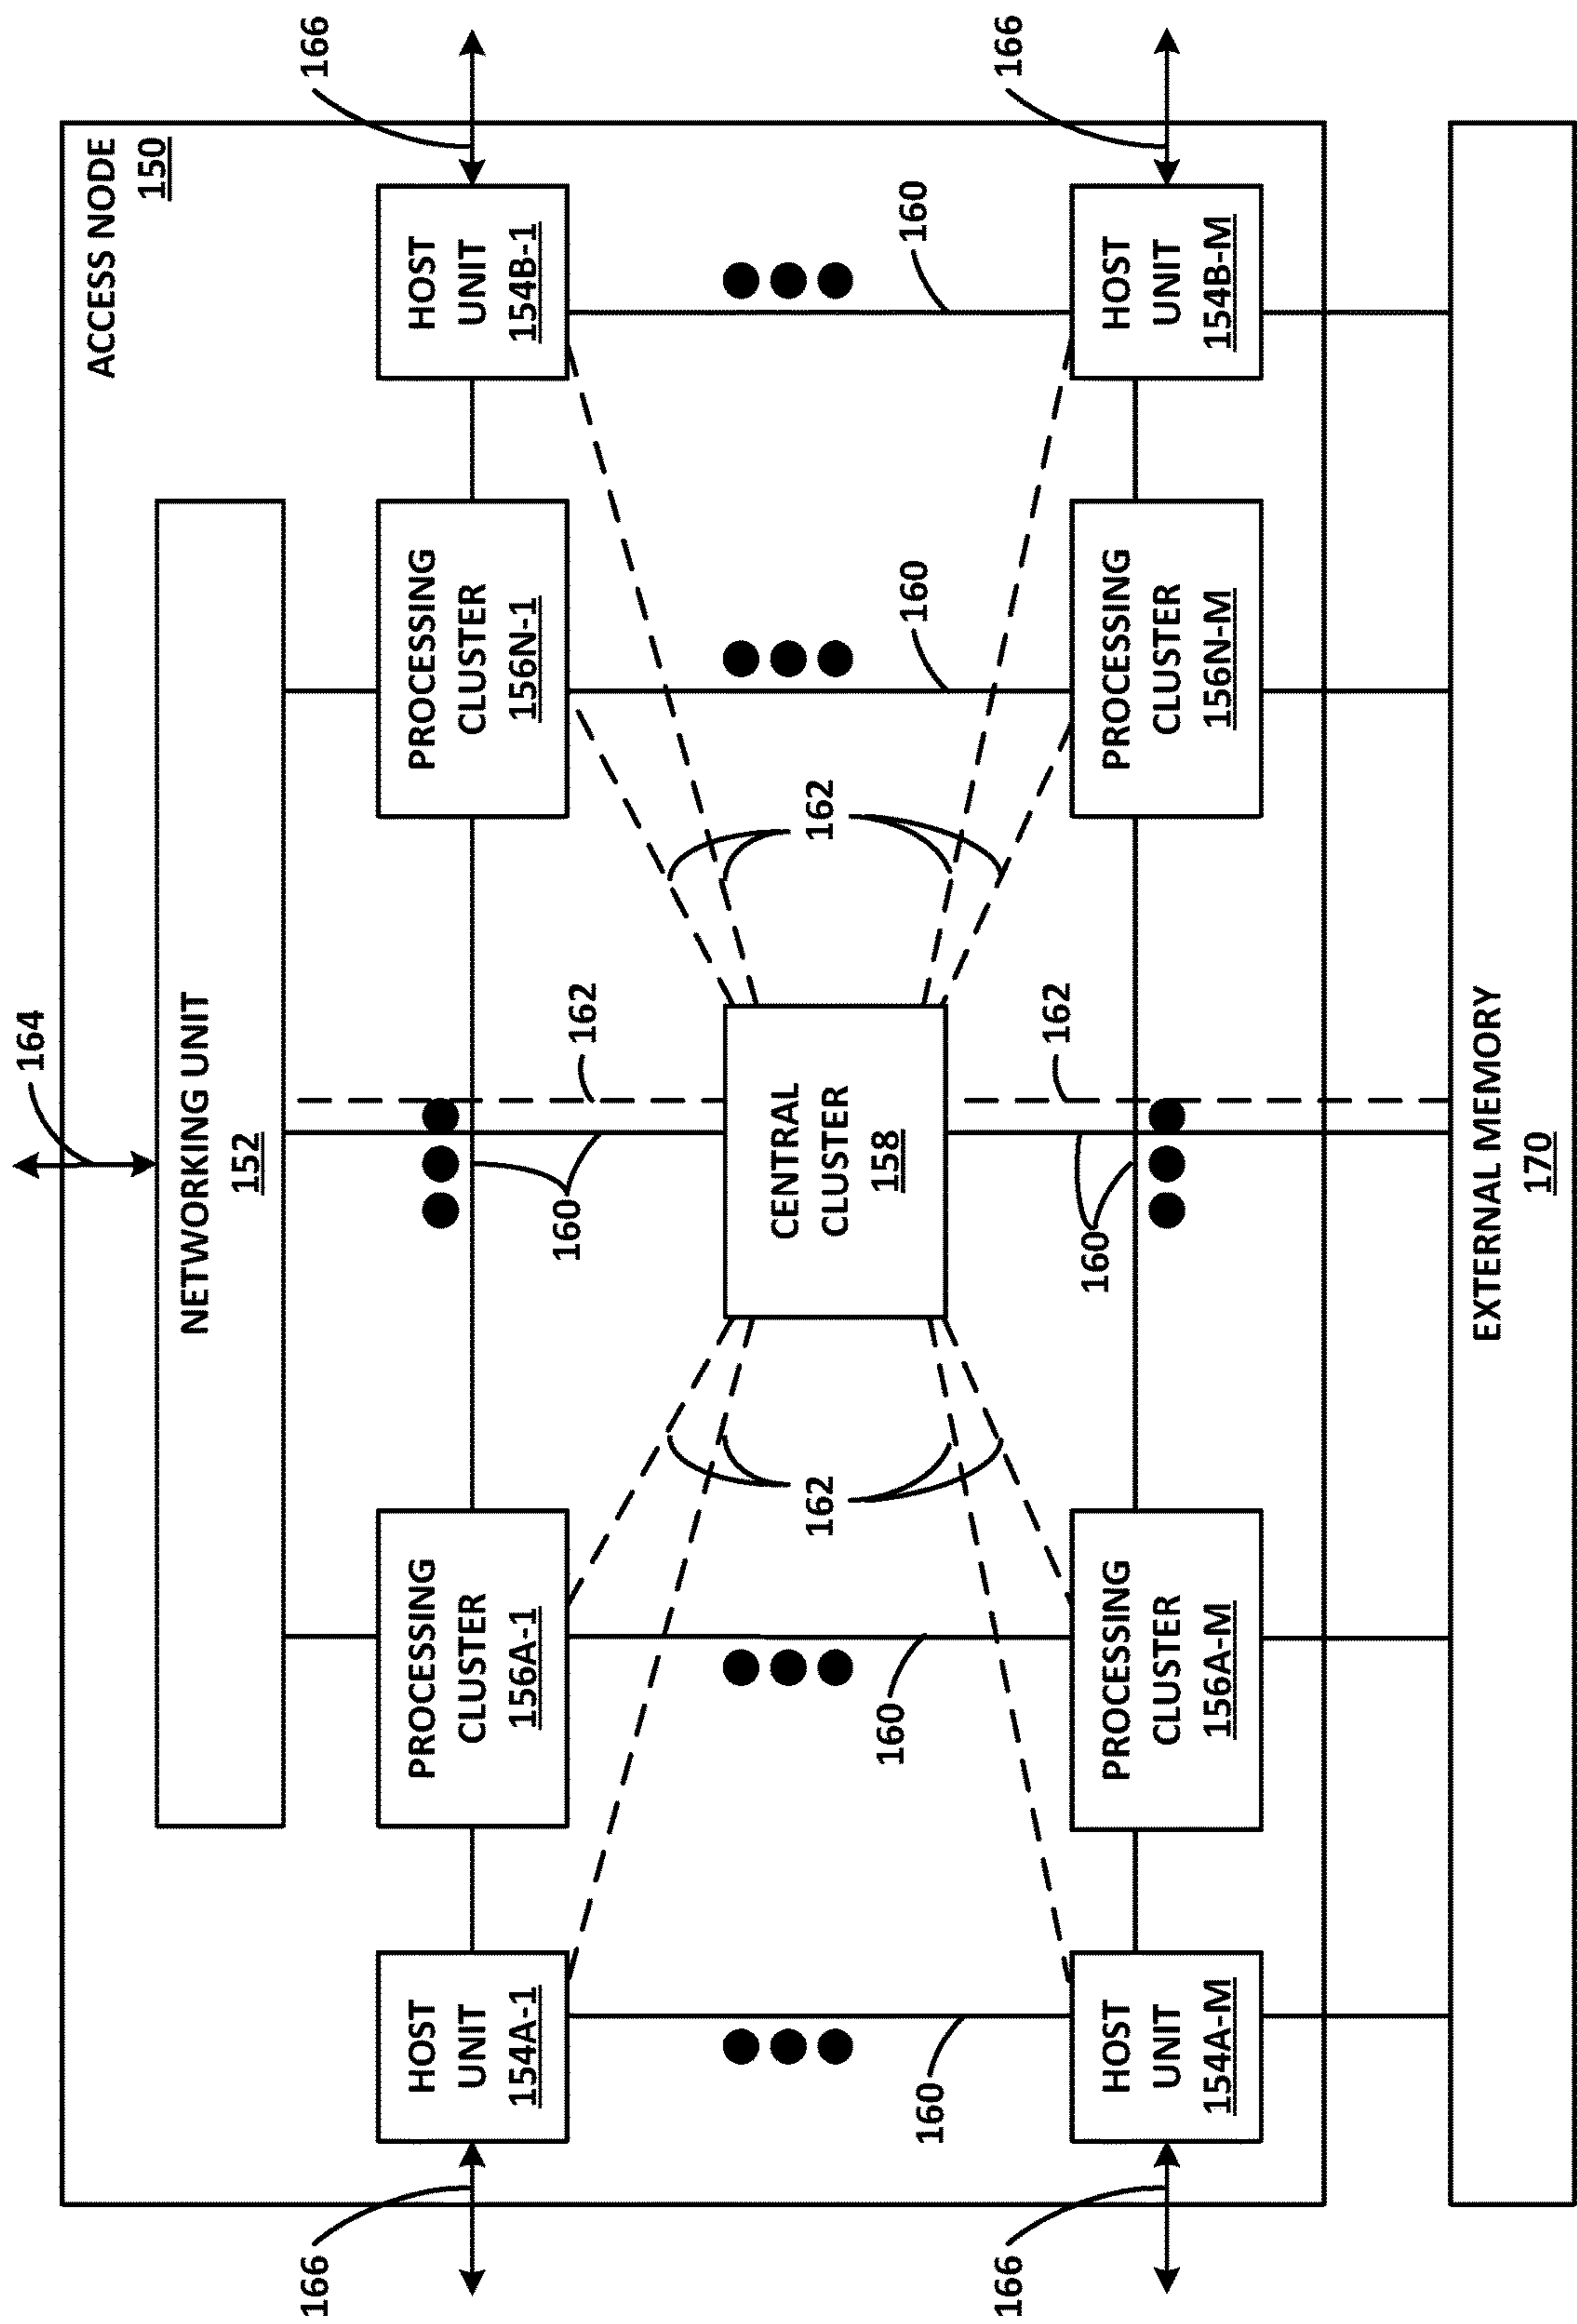 164
ACCESS NODE
150
NETWORKING UNIT
152
166
166
HOST
UNIT
154A-1
PROCESSING
CLUSTER
156A-1
PROCESSING
CLUSTER
156N-1
HOST
UNIT
154B-1
160
162
162
CENTRAL
CLUSTER
158
162
160
160
160
160
166
166
160
162
HOST
UNIT
154A-M
PROCESSING
CLUSTER
156A-M
PROCESSING
CLUSTER
156N-M
HOST
UNIT
154B-M
EXTERNAL MEMORY
170